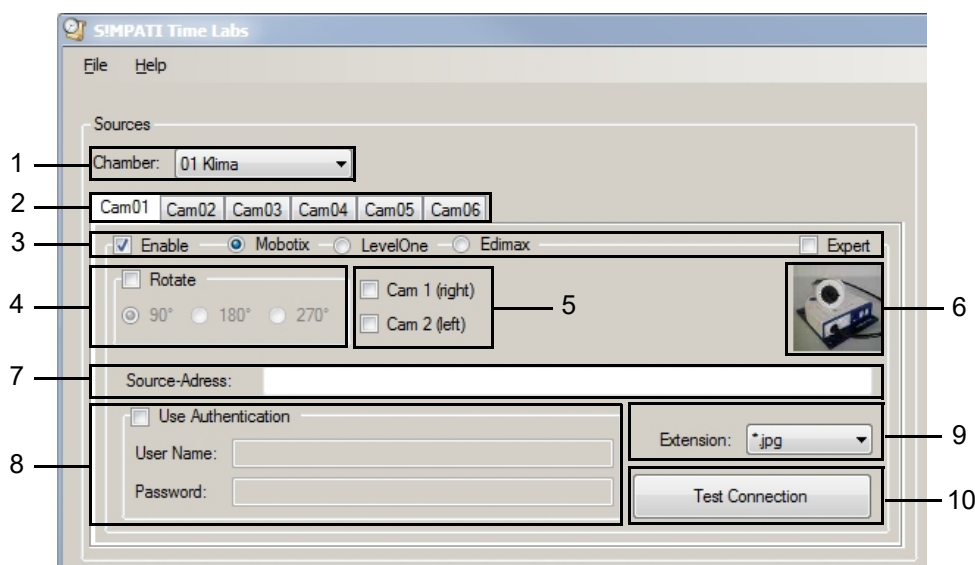 S!MPATI Time Labs
File Help
Sources
1 Chamber: 01 Klima
2 Cam01 Cam02 Cam03 Cam04 Cam05 Cam06
3 Enable Mobotix LevelOne Edimax Expert
4 Rotate
90° 180° 270°
Cam 1 (right)
Cam 2 (left)
5
6
7 Source-Adress:
8 Use Authentication
User Name:
Password:
Extension: *.jpg 9
Test Connection 10